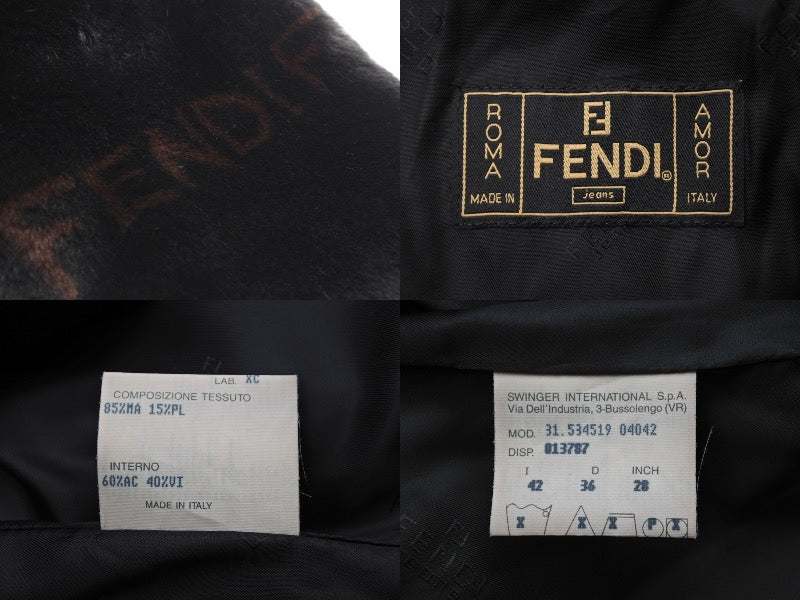 FENDI F
ROMA
MADE IN
FENDI
jeans
AMOR
ITALY
LAB. XC
COMPOSIZIONE TESSUTO
85%MA 15%PL
INTERNO
60%AC 40%VI
MADE IN ITALY
SWINGER INTERNATIONAL S.p.A.
Via Dell'Industria, 3-Bussolengo (VR)
MOD. 31.534519 04042
DISP. 013787
I D INCH
42 36 28
X X X P X